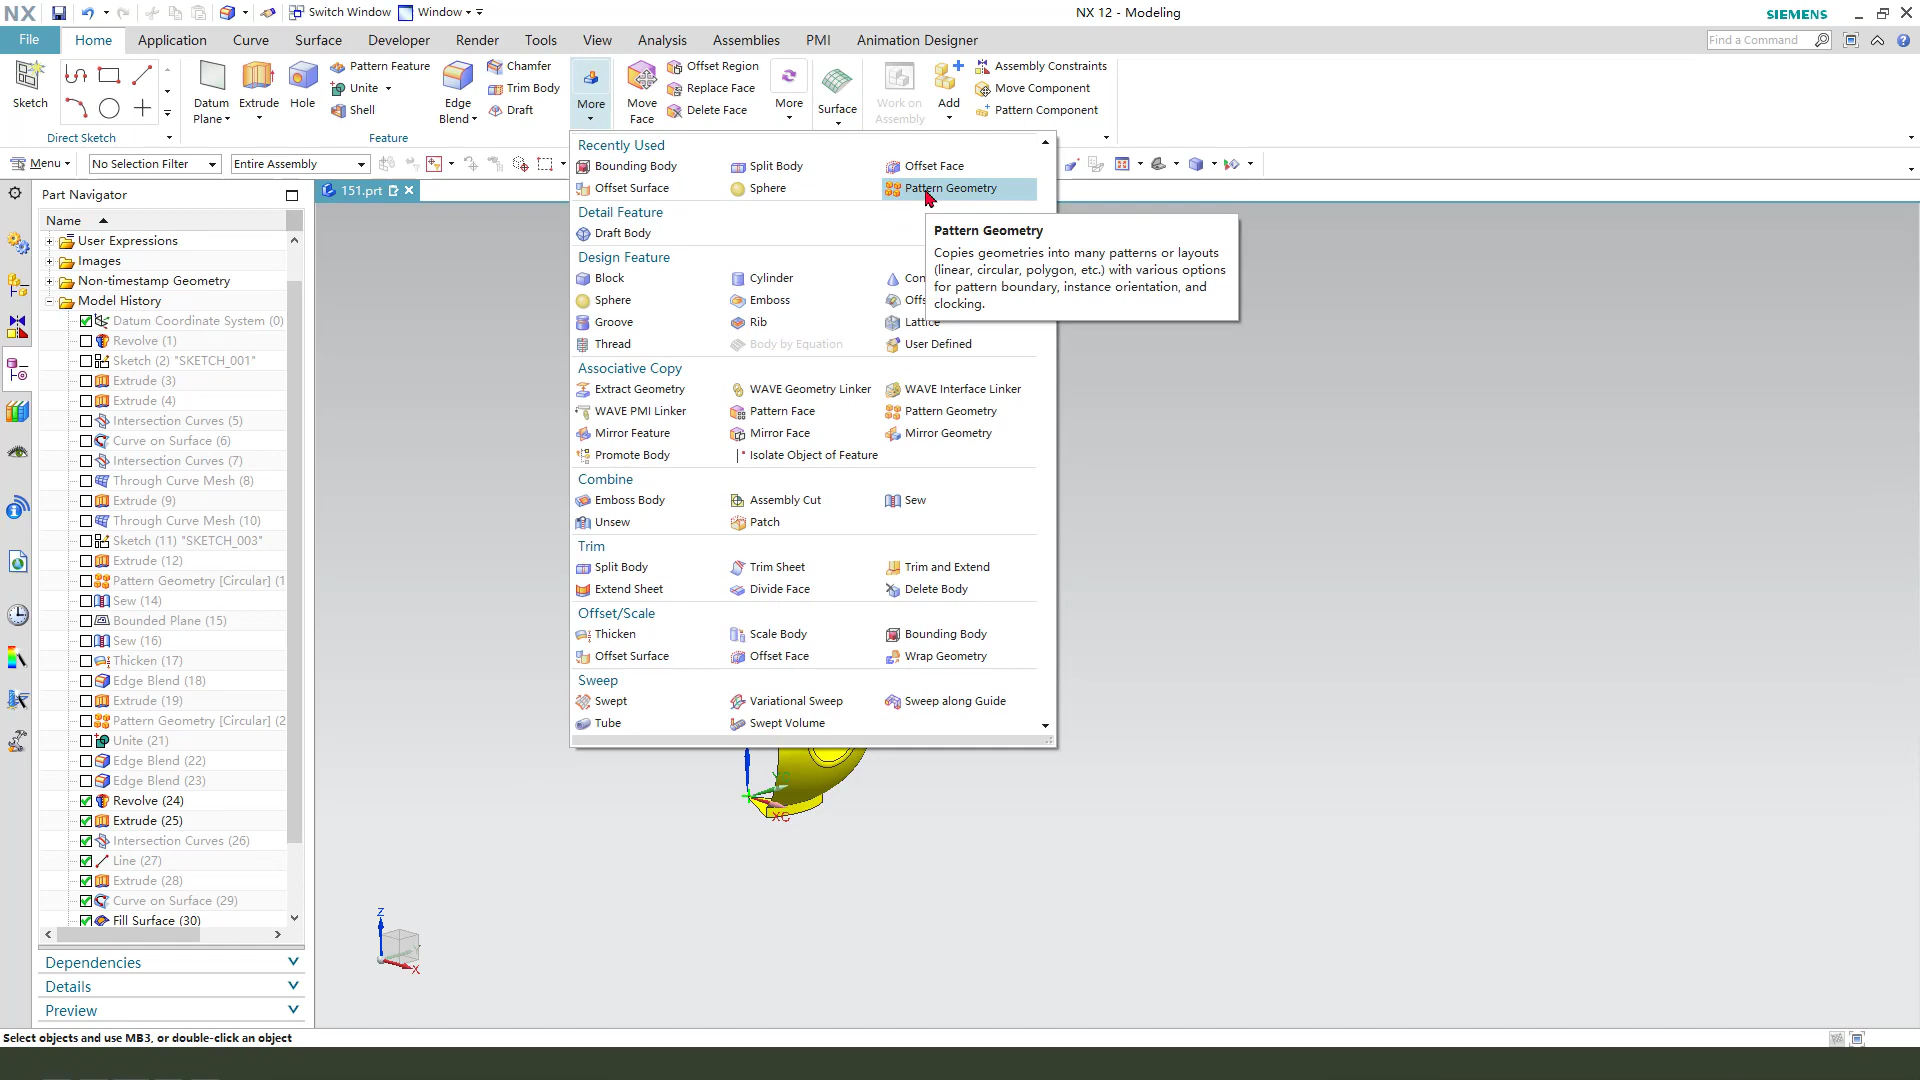 NX
Switch Window
Window
NX 12 - Modeling
SIEMENS
File
Home
Application
Curve
Surface
Developer
Render
Tools
View
Analysis
Assemblies
PMI
Animation Designer
Find a Command
Sketch
Datum
Plane
Extrude
Hole
Pattern Feature
Unite
Shell
Edge
Blend
Chamfer
Trim Body
Draft
More
Move
Face
Offset Region
Replace Face
Delete Face
More
Surface
Work on
Assembly
Add
Assembly Constraints
Move Component
Pattern Component
Direct Sketch
Feature
Menu
No Selection Filter
Entire Assembly
Part Navigator
151.prt
Name
User Expressions
Images
Non-timestamp Geometry
Model History
Datum Coordinate System (0)
Revolve (1)
Sketch (2) "SKETCH_001"
Extrude (3)
Extrude (4)
Intersection Curves (5)
Curve on Surface (6)
Intersection Curves (7)
Through Curve Mesh (8)
Extrude (9)
Through Curve Mesh (10)
Sketch (11) "SKETCH_003"
Extrude (12)
Pattern Geometry [Circular] (1
Sew (14)
Bounded Plane (15)
Sew (16)
Thicken (17)
Edge Blend (18)
Extrude (19)
Pattern Geometry [Circular] (2
Unite (21)
Edge Blend (22)
Edge Blend (23)
Revolve (24)
Extrude (25)
Intersection Curves (26)
Line (27)
Extrude (28)
Curve on Surface (29)
Fill Surface (30)
Dependencies
Details
Preview
Recently Used
Bounding Body
Split Body
Offset Face
Offset Surface
Sphere
Pattern Geometry
Detail Feature
Draft Body
Design Feature
Block
Cylinder
Con
Sphere
Emboss
Offs
Groove
Rib
Lattice
Thread
Body by Equation
User Defined
Associative Copy
Extract Geometry
WAVE Geometry Linker
WAVE Interface Linker
WAVE PMI Linker
Pattern Face
Pattern Geometry
Mirror Feature
Mirror Face
Mirror Geometry
Promote Body
Isolate Object of Feature
Combine
Emboss Body
Assembly Cut
Sew
Unsew
Patch
Trim
Split Body
Trim Sheet
Trim and Extend
Extend Sheet
Divide Face
Delete Body
Offset/Scale
Thicken
Scale Body
Bounding Body
Offset Surface
Offset Face
Wrap Geometry
Sweep
Swept
Variational Sweep
Sweep along Guide
Tube
Swept Volume
Pattern Geometry
Copies geometries into many patterns or layouts
(linear, circular, polygon, etc.) with various options
for pattern boundary, instance orientation, and
clocking.
XC
Z
X
Select objects and use MB3, or double-click an object